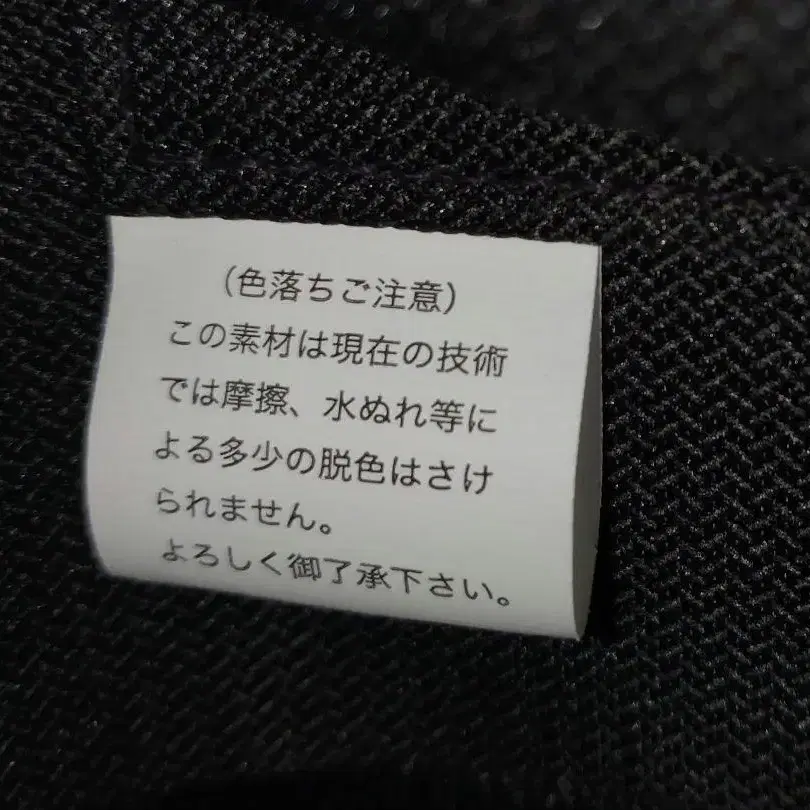 (色落ちご注意)
この素材は現在の技術
では摩擦、水ぬれ等に
よる多少の脱色はさけ
られません。
よろしく御了承下さい。